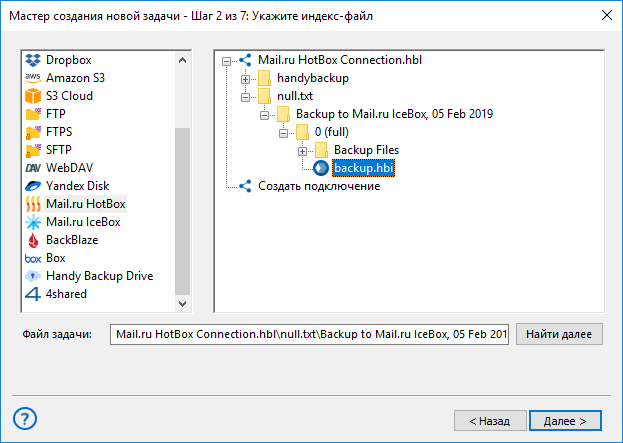 Мастер создания новой задачи - Шаг 2 из 7: Укажите индекс-файл
Dropbox
aws Amazon S3
S3 Cloud
FTP
FTPS
SFTP
DAV WebDAV
Yandex Disk
Mail.ru HotBox
Mail.ru IceBox
BackBlaze
box Box
Handy Backup Drive
4 4shared
Mail.ru HotBox Connection.hbl
handybackup
null.txt
Backup to Mail.ru IceBox, 05 Feb 2019
0 (full)
Backup Files
backup.hbi
Создать подключение
Файл задачи:
Mail.ru HotBox Connection.hbl\null.txt\Backup to Mail.ru IceBox, 05 Feb 201
Найти далее
?
< Назад
Далее >